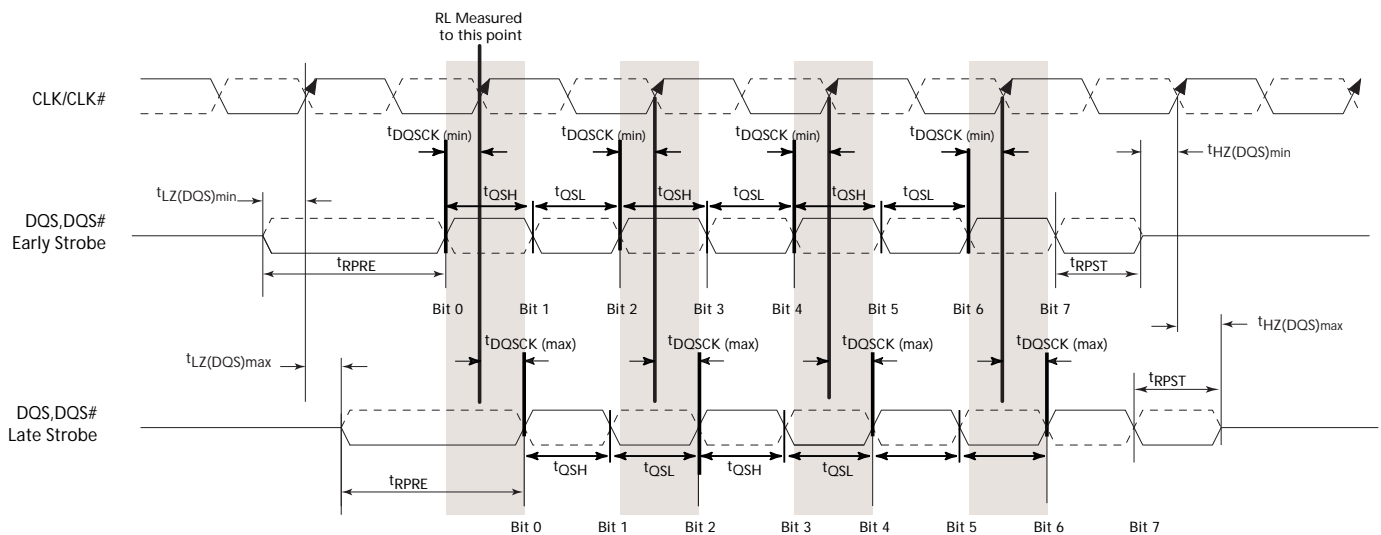 RL Measured
to this point
CLK/CLK#
tDQSCK (min) tDQSCK (min) tDQSCK (min) tDQSCK (min)
tHZ(DQS)min
tLZ(DQS)min
tQSH tQSL tQSH tQSL tQSH tQSL
DQS,DQS#
Early Strobe
tRPRE tRPST
Bit 0 Bit 1 Bit 2 Bit 3 Bit 4 Bit 5 Bit 6 Bit 7
tHZ(DQS)max
tDQSCK (max) tDQSCK (max) tDQSCK (max) tDQSCK (max)
tLZ(DQS)max
tRPST
DQS,DQS#
Late Strobe
tQSH tQSL tQSH tQSL
tRPRE
Bit 0 Bit 1 Bit 2 Bit 3 Bit 4 Bit 5 Bit 6 Bit 7